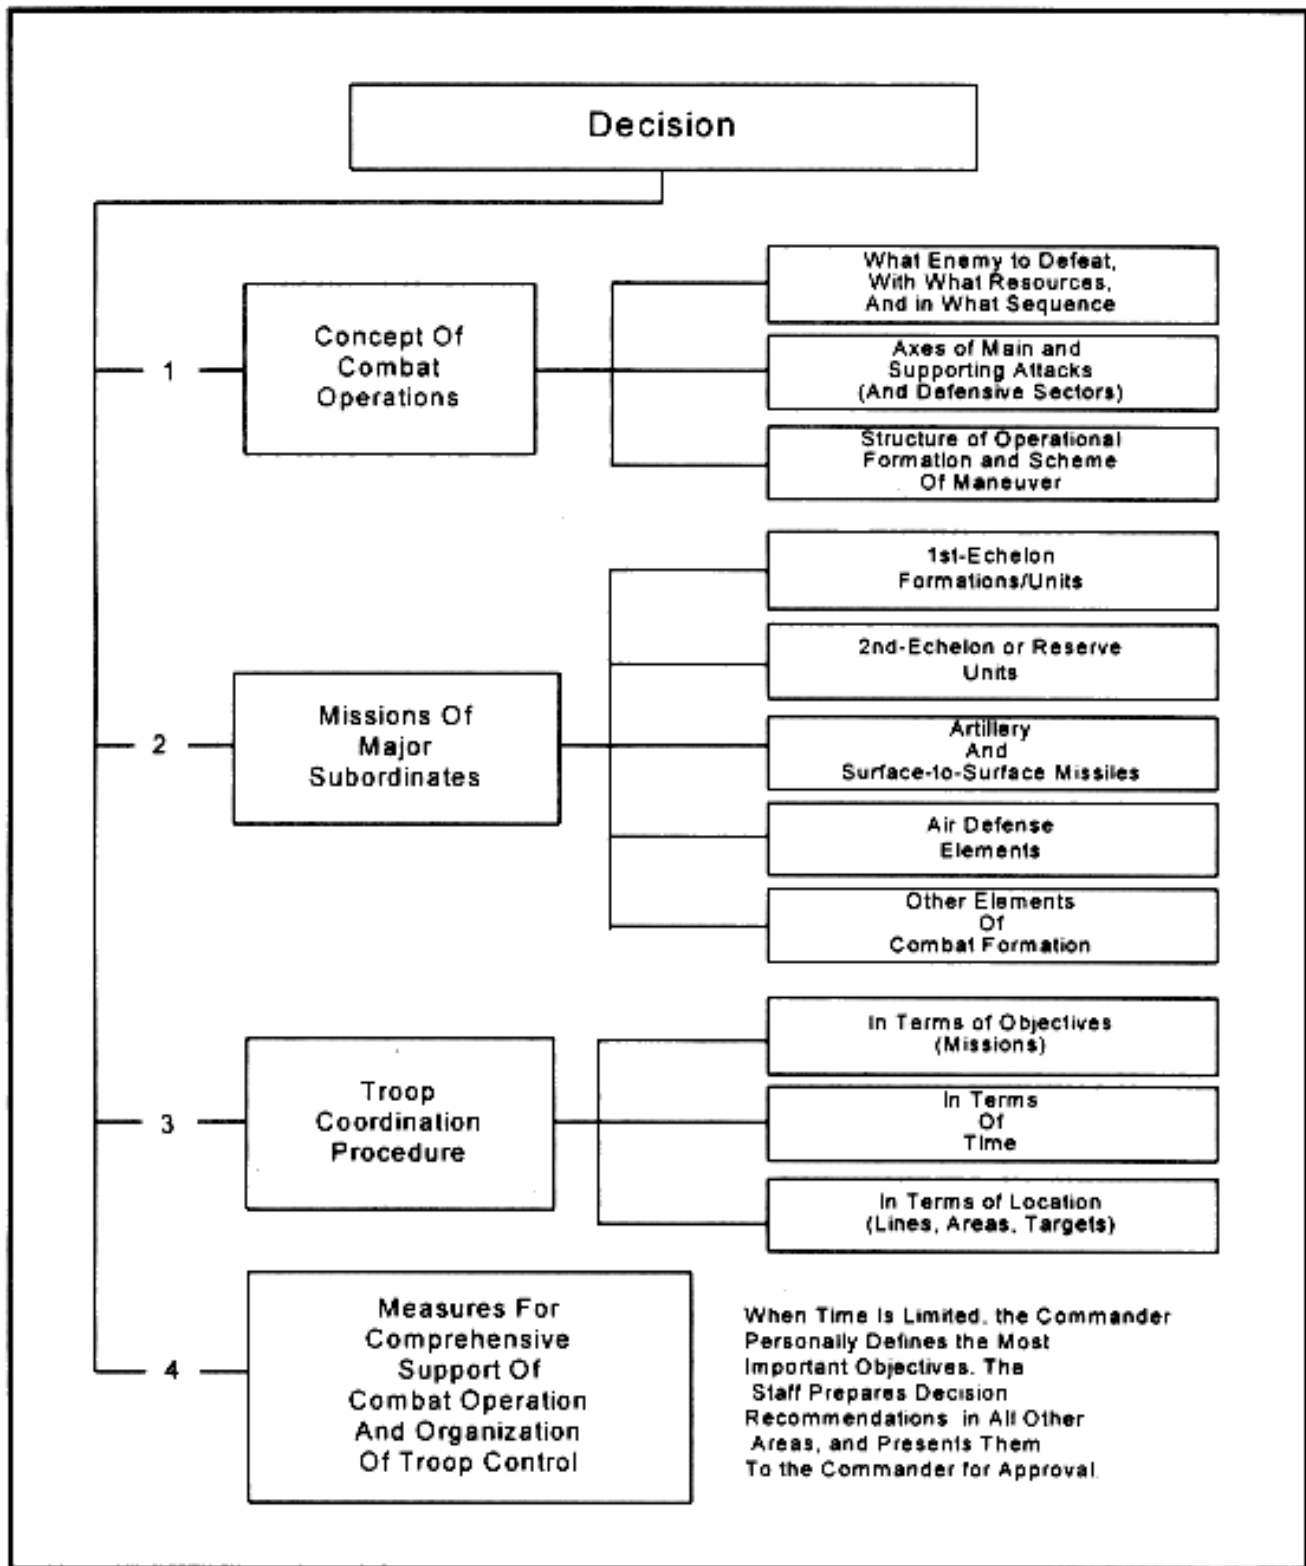 Decision
1
Concept Of
Combat
Operations
What Enemy to Defeat,
With What Resources,
And in What Sequence
Axes of Main and
Supporting Attacks
(And Defensive Sectors)
Structure of Operational
Formation and Scheme
Of Maneuver
2
Missions Of
Major
Subordinates
1st-Echelon
Formations/Units
2nd-Echelon or Reserve
Units
Artillery
And
Surface-to-Surface Missiles
Air Defense
Elements
Other Elements
Of
Combat Formation
3
Troop
Coordination
Procedure
In Terms of Objectives
(Missions)
In Terms
Of
Time
In Terms of Location
(Lines, Areas, Targets)
4
Measures For
Comprehensive
Support Of
Combat Operation
And Organization
Of Troop Control
When Time Is Limited, the Commander
Personally Defines the Most
Important Objectives. The
Staff Prepares Decision
Recommendations in All Other
Areas, and Presents Them
To the Commander for Approval.